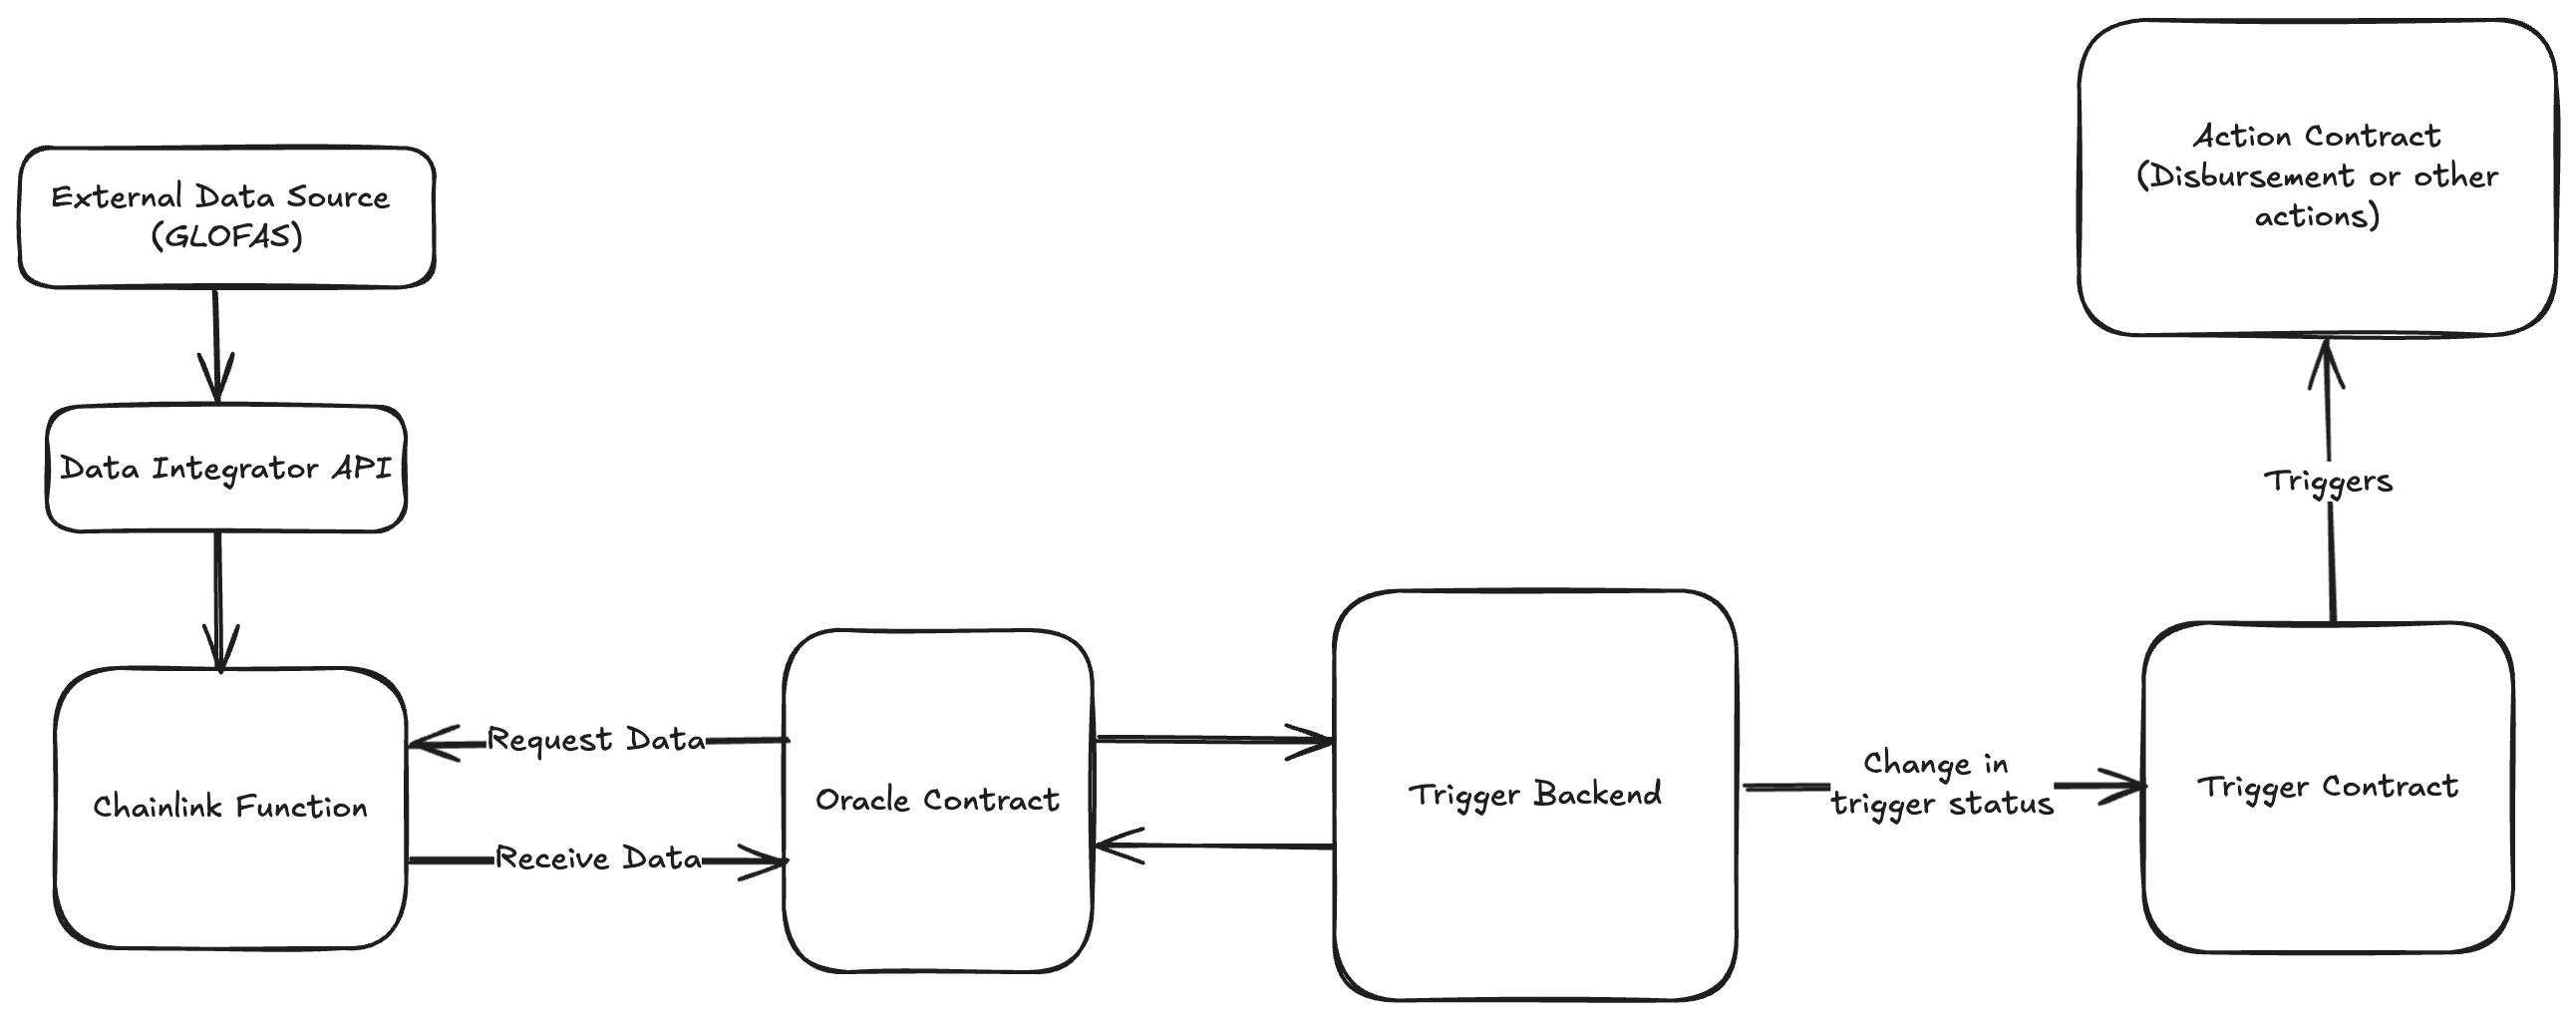 External Data Source
(GLOFAS)
Data Integrator API
Chainlink Function
Request Data
Receive Data
Oracle Contract
Trigger Backend
Change in
trigger status
Trigger Contract
Triggers
Action Contract
(Disbursement or other
actions)